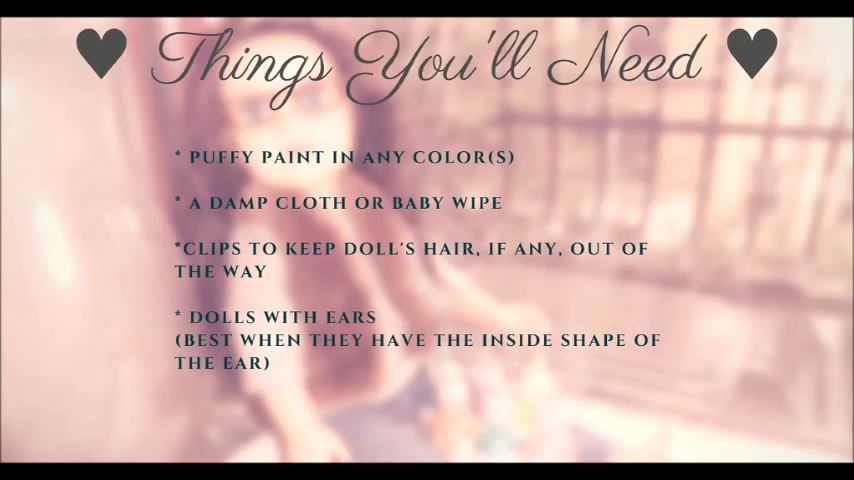 ♥ Things You'll Need ♥
* PUFFY PAINT IN ANY COLOR(S)
* A DAMP CLOTH OR BABY WIPE
*CLIPS TO KEEP DOLL'S HAIR, IF ANY, OUT OF
THE WAY
* DOLLS WITH EARS
(BEST WHEN THEY HAVE THE INSIDE SHAPE OF
THE EAR)